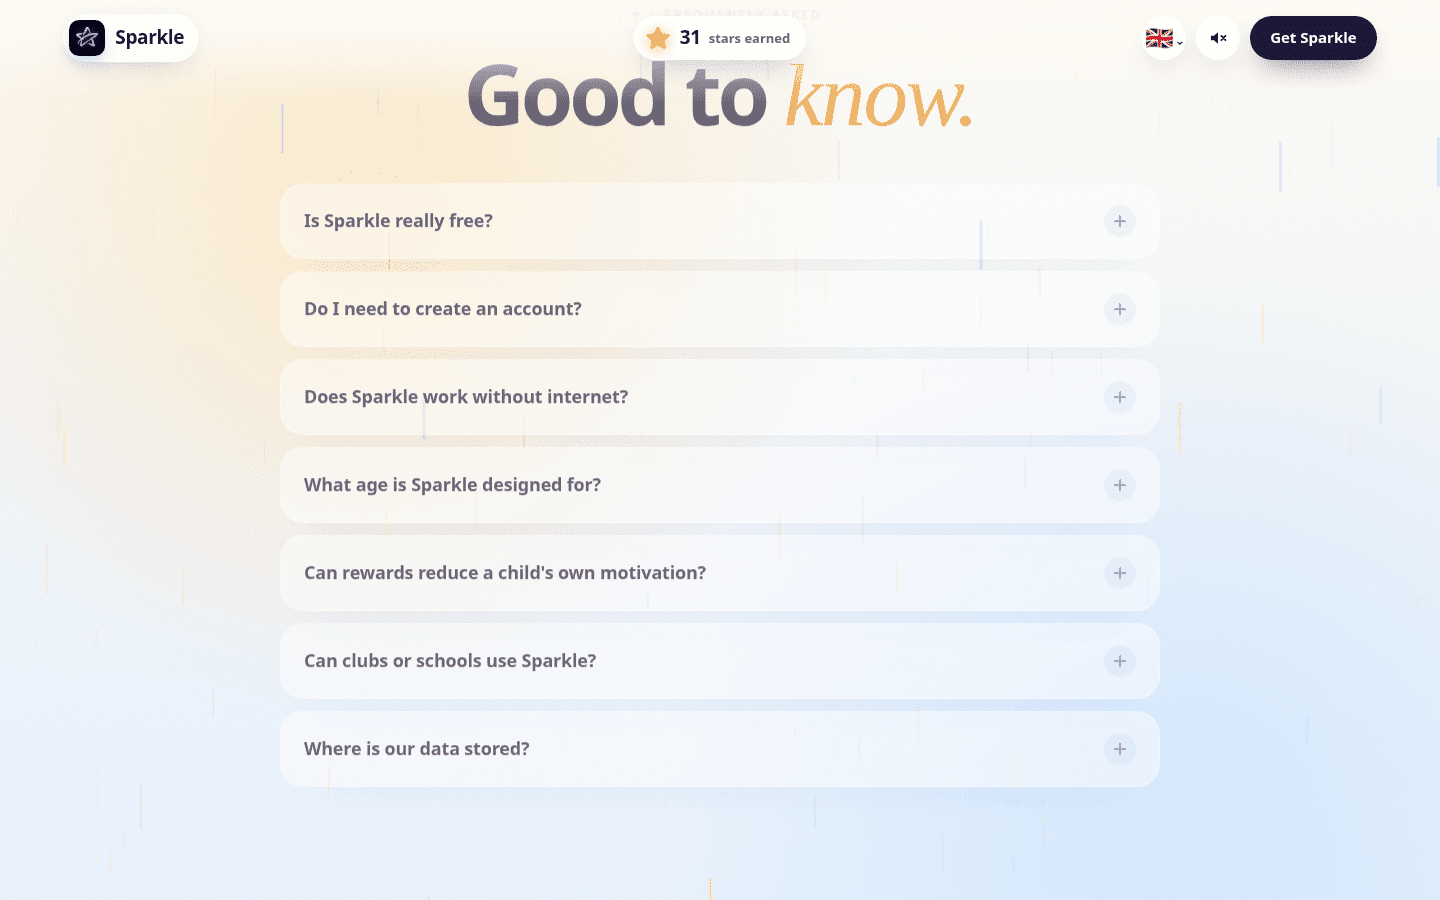 FREQUENTLY ASKED
Sparkle
31 stars earned
Get Sparkle
Good to know.
Is Sparkle really free?
Do I need to create an account?
Does Sparkle work without internet?
What age is Sparkle designed for?
Can rewards reduce a child's own motivation?
Can clubs or schools use Sparkle?
Where is our data stored?